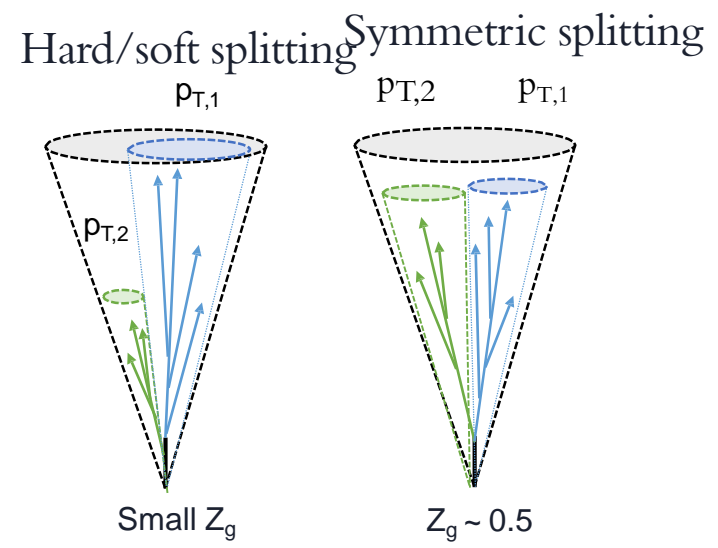 Hard/soft splitting
Symmetric splitting
pT,1
pT,2
pT,2
pT,1
Small Zg
Zg ~ 0.5